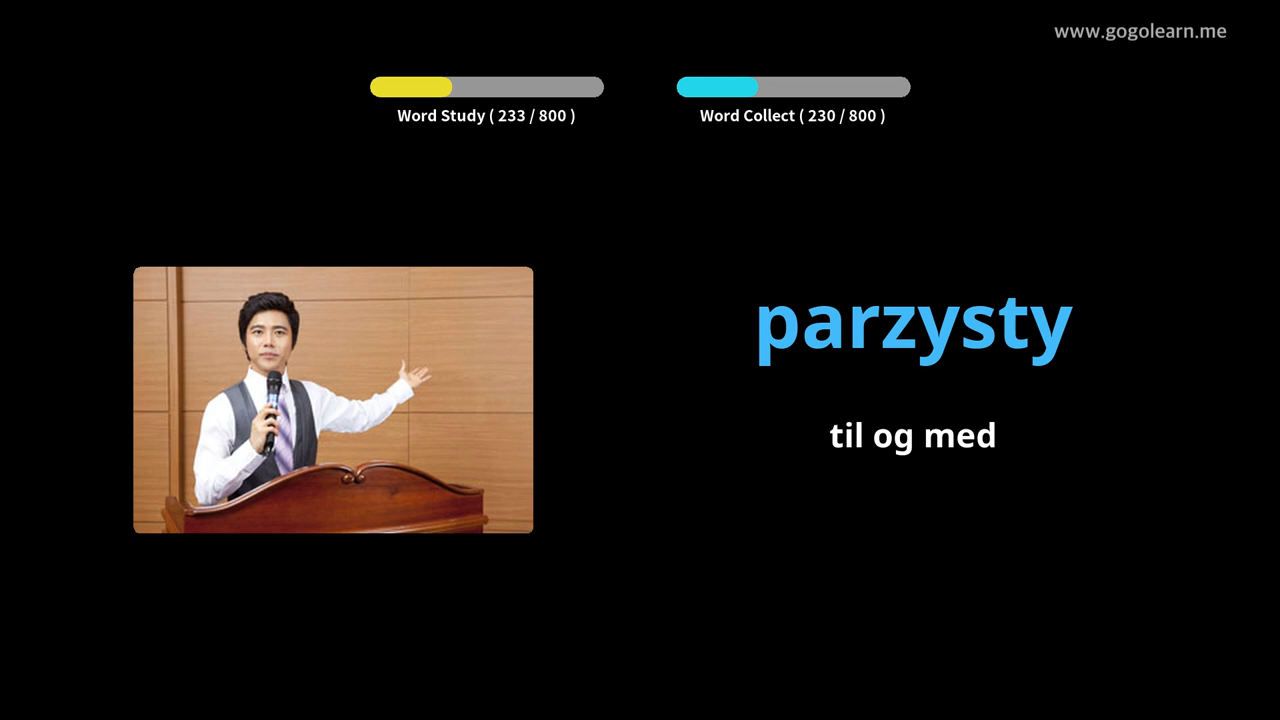 www.gogolearn.me
Word Study ( 233 / 800 )
Word Collect ( 230 / 800 )
parzysty
til og med